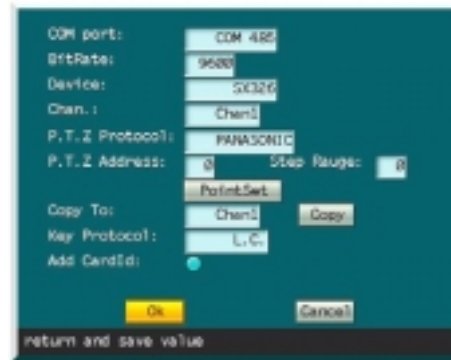 COM port: COM 485
BitRate: 9600
Device: SX326
Chan.: Chan1
P.T.Z Protocol: PANASONIC
P.T.Z Address: 0 Step Rauge: 0
PointSet
Copy To: Chan1 Copy
Key Protocol: L.C.
Add CardId:
Ok Cancel
return and save value